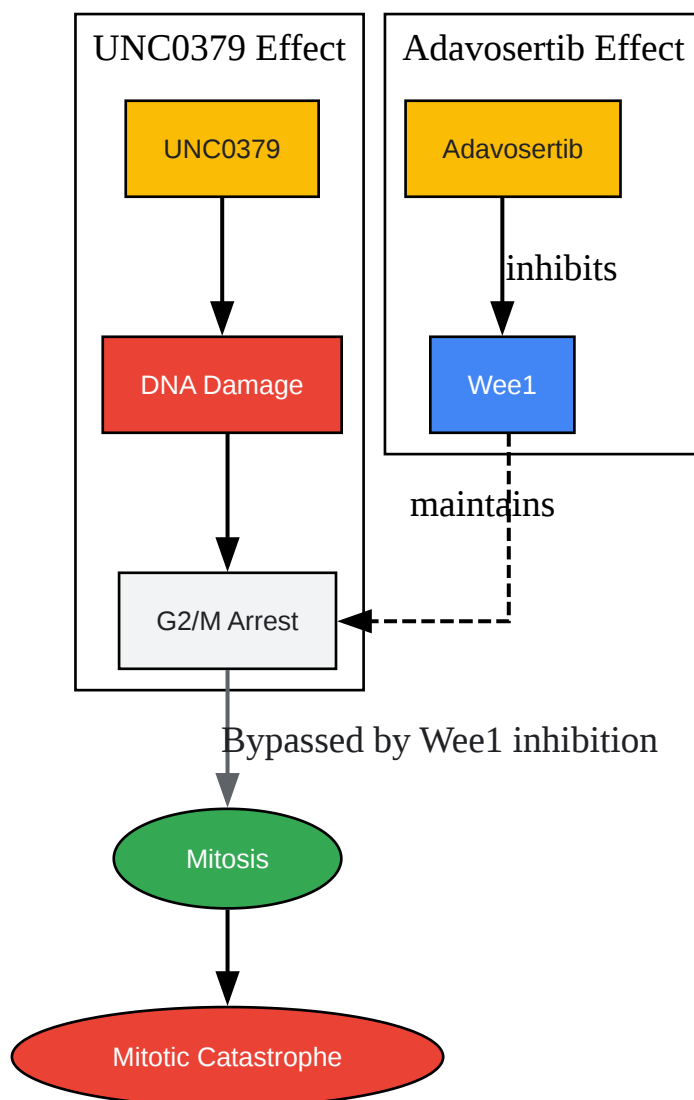 UNC0379 Effect
Adavosertib Effect
UNC0379
Adavosertib
inhibits
DNA Damage
Wee1
maintains
G2/M Arrest
Bypassed by Wee1 inhibition
Mitosis
Mitotic Catastrophe